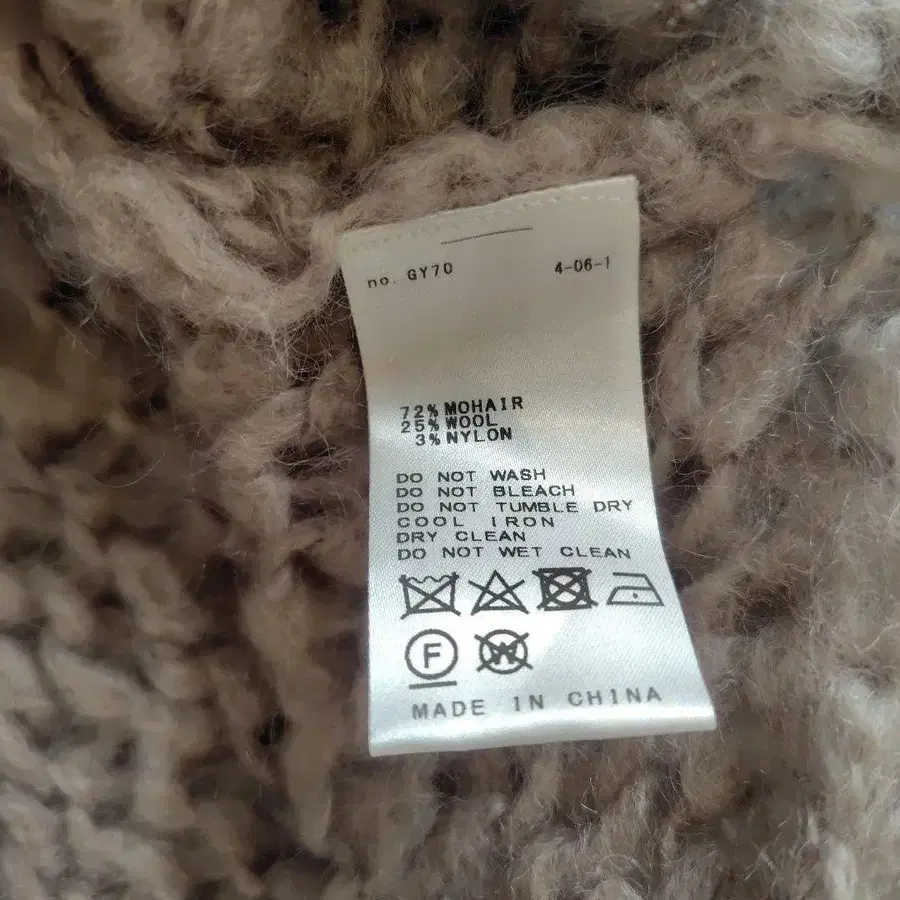 no. GY70 4-06-1
72% MOHAIR
25% WOOL
3% NYLON
DO NOT WASH
DO NOT BLEACH
DO NOT TUMBLE DRY
COOL IRON
DRY CLEAN
DO NOT WET CLEAN
F W
MADE IN CHINA